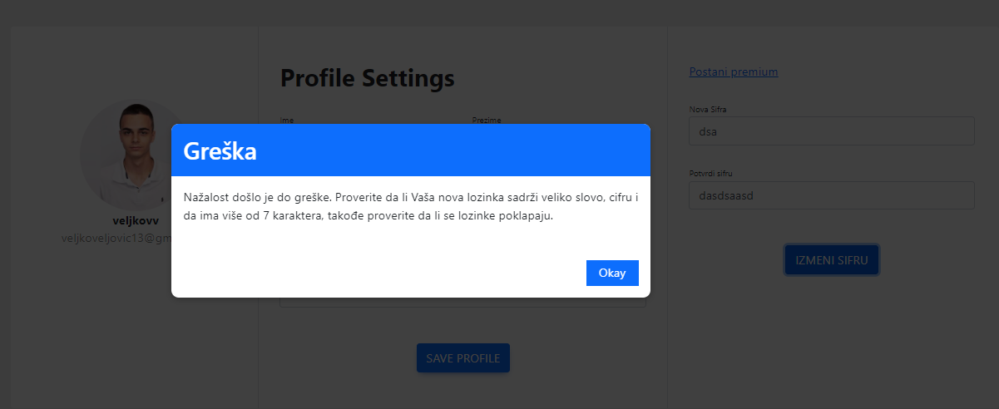 Profile Settings
Postani premium
Ime
Prezime
Nova Sifra
dsa
Greška
Potvrdi sifru
dasdsaasd
Nažalost došlo je do greške. Proverite da li Vaša nova lozinka sadrži veliko slovo, cifru i
da ima više od 7 karaktera, takođe proverite da li se lozinke poklapaju.
veljkovv
veljkoveljovic13@gm
IZMENI SIFRU
Okay
SAVE PROFILE